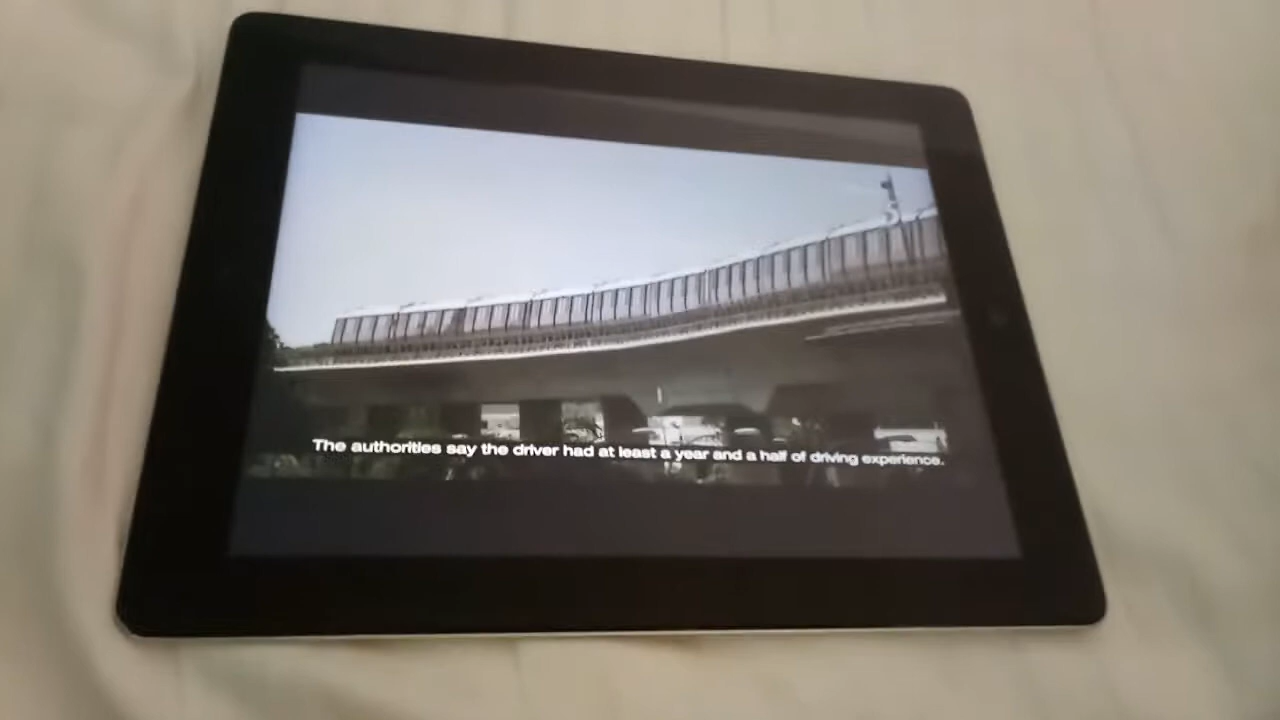 The authorities say the driver had at least a year and a half of driving experience.